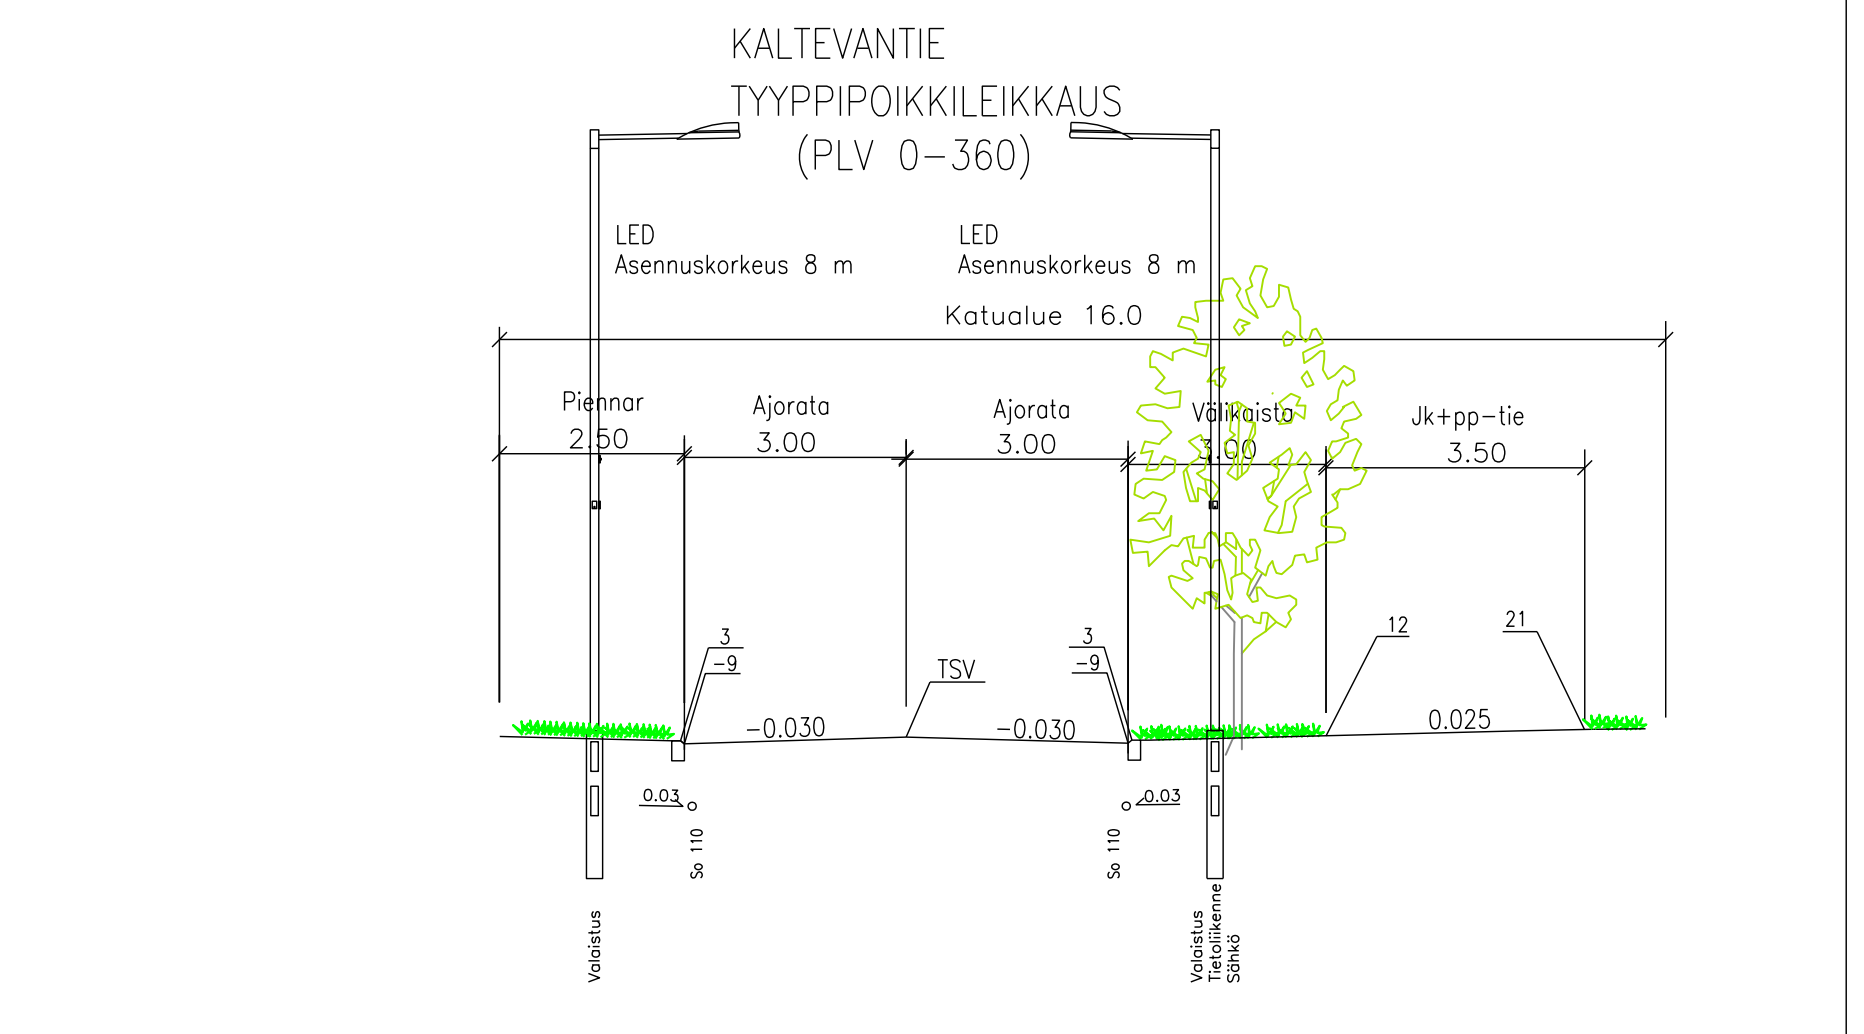 KALTEVANTIE
TYYPPIPOIKKILEIKKAUS
(PLV 0-360)
LED
Asennuskorkeus 8 m
LED
Asennuskorkeus 8 m
Katualue 16.0
Piennar
2.50
Ajorata
3.00
Ajorata
3.00
Välikaista
3.00
Jk+pp-tie
3.50
3
-9
TSV
3
-9
12
21
-0.030
-0.030
0.025
0.03
0.03
So 110
So 110
Valaistus
Valaistus
Tietoliikenne
Sähkö